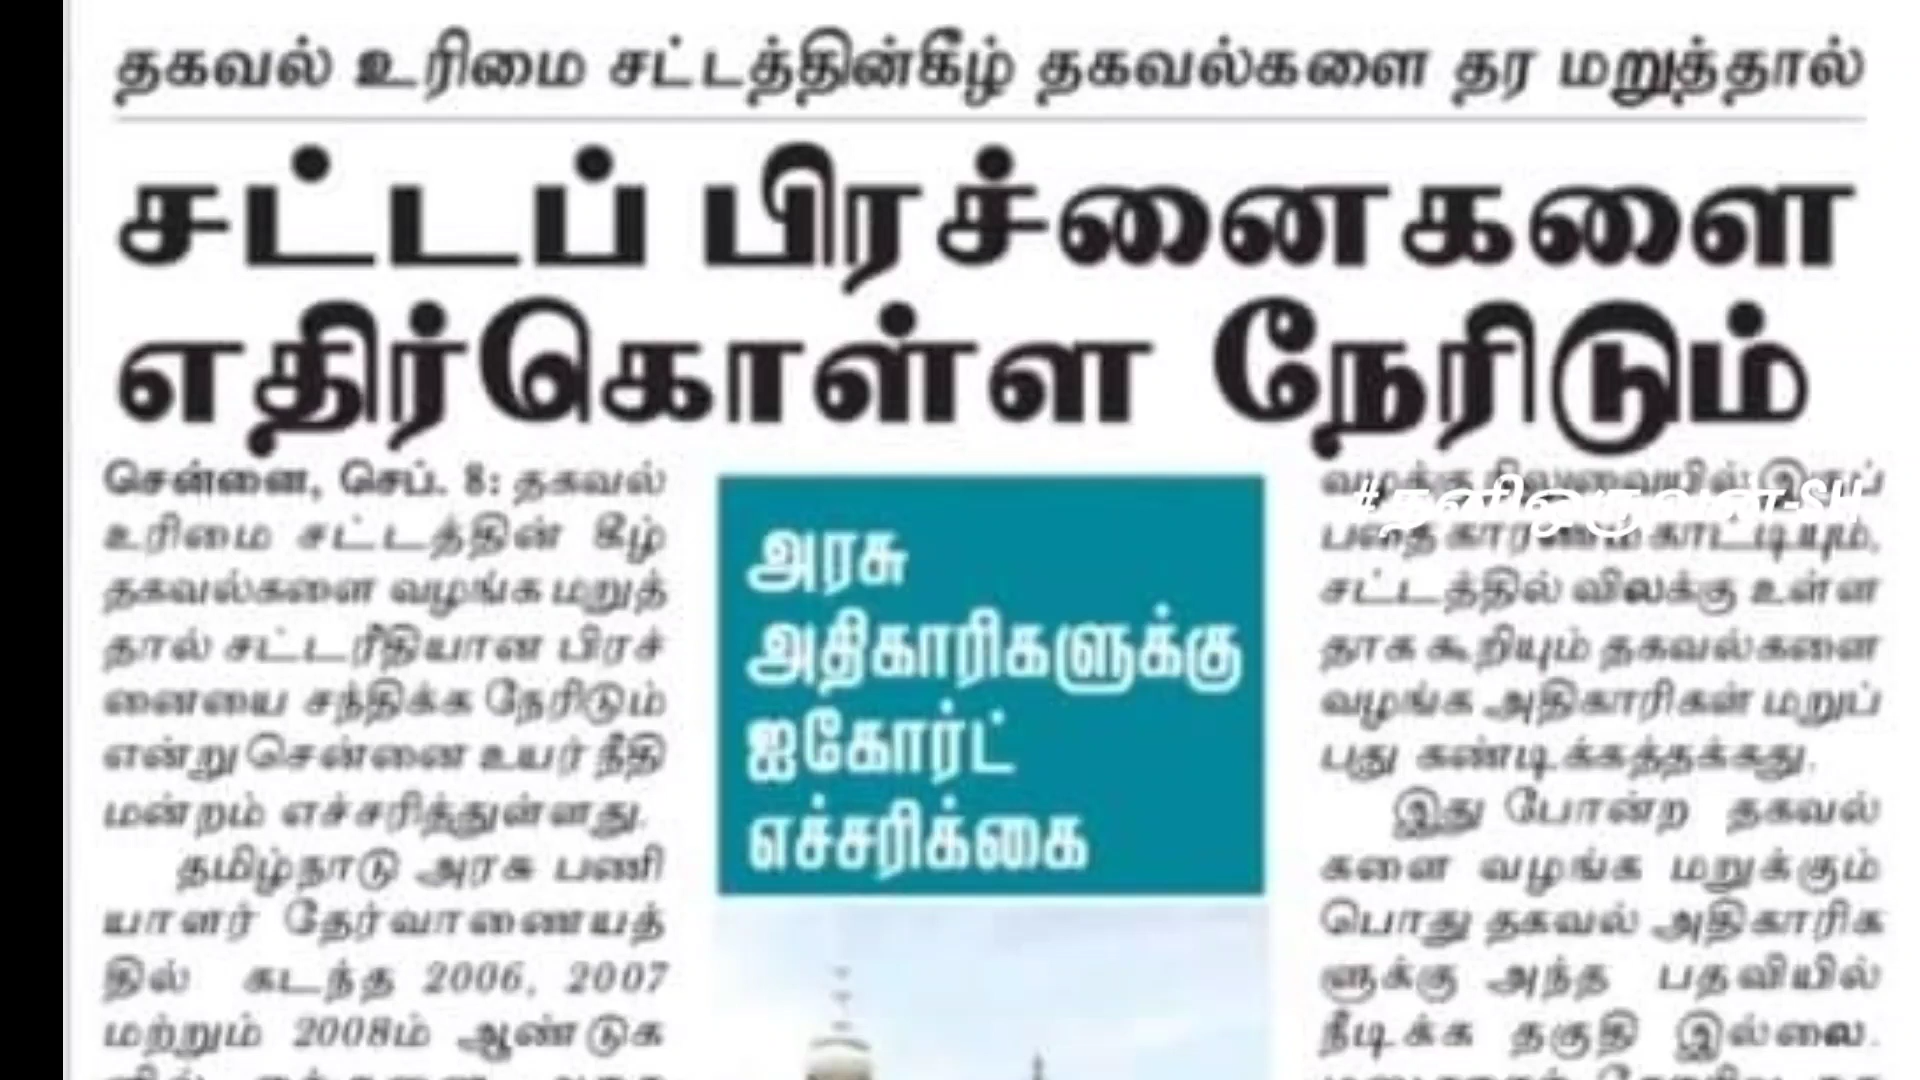 தகவல் உரிமை சட்டத்தின்கீழ் தகவல்களை தர மறுத்தால்
சட்டப் பிரச்னைகளை
எதிர்கொள்ள நேரிடும்
சென்னை, செப். 8: தகவல்
உரிமை சட்டத்தின் கீழ்
தகவல்களை வழங்க மறுத்
தால் சட்டரீதியான பிரச்
னையை சந்திக்க நேரிடும்
என்று சென்னை உயர் நீதி
மன்றம் எச்சரித்துள்ளது.
தமிழ்நாடு அரசு பணி
யாளர் தேர்வாணையத்
தில் கடந்த 2006, 2007
மற்றும் 2008ம் ஆண்டுக
அரசு
அதிகாரிகளுக்கு
ஐகோர்ட்
எச்சரிக்கை
வழக்கு நிலுவையில் இருப்
பதை காரணம் காட்டியும்,
சட்டத்தில் விலக்கு உள்ள
தாக கூறியும் தகவல்களை
வழங்க அதிகாரிகள் மறுப்
பது கண்டிக்கத்தக்கது.
இது போன்ற தகவல்
களை வழங்க மறுக்கும்
பொது தகவல் அதிகாரிக
ளுக்கு அந்த பதவியில்
நீடிக்க தகுதி இல்லை.